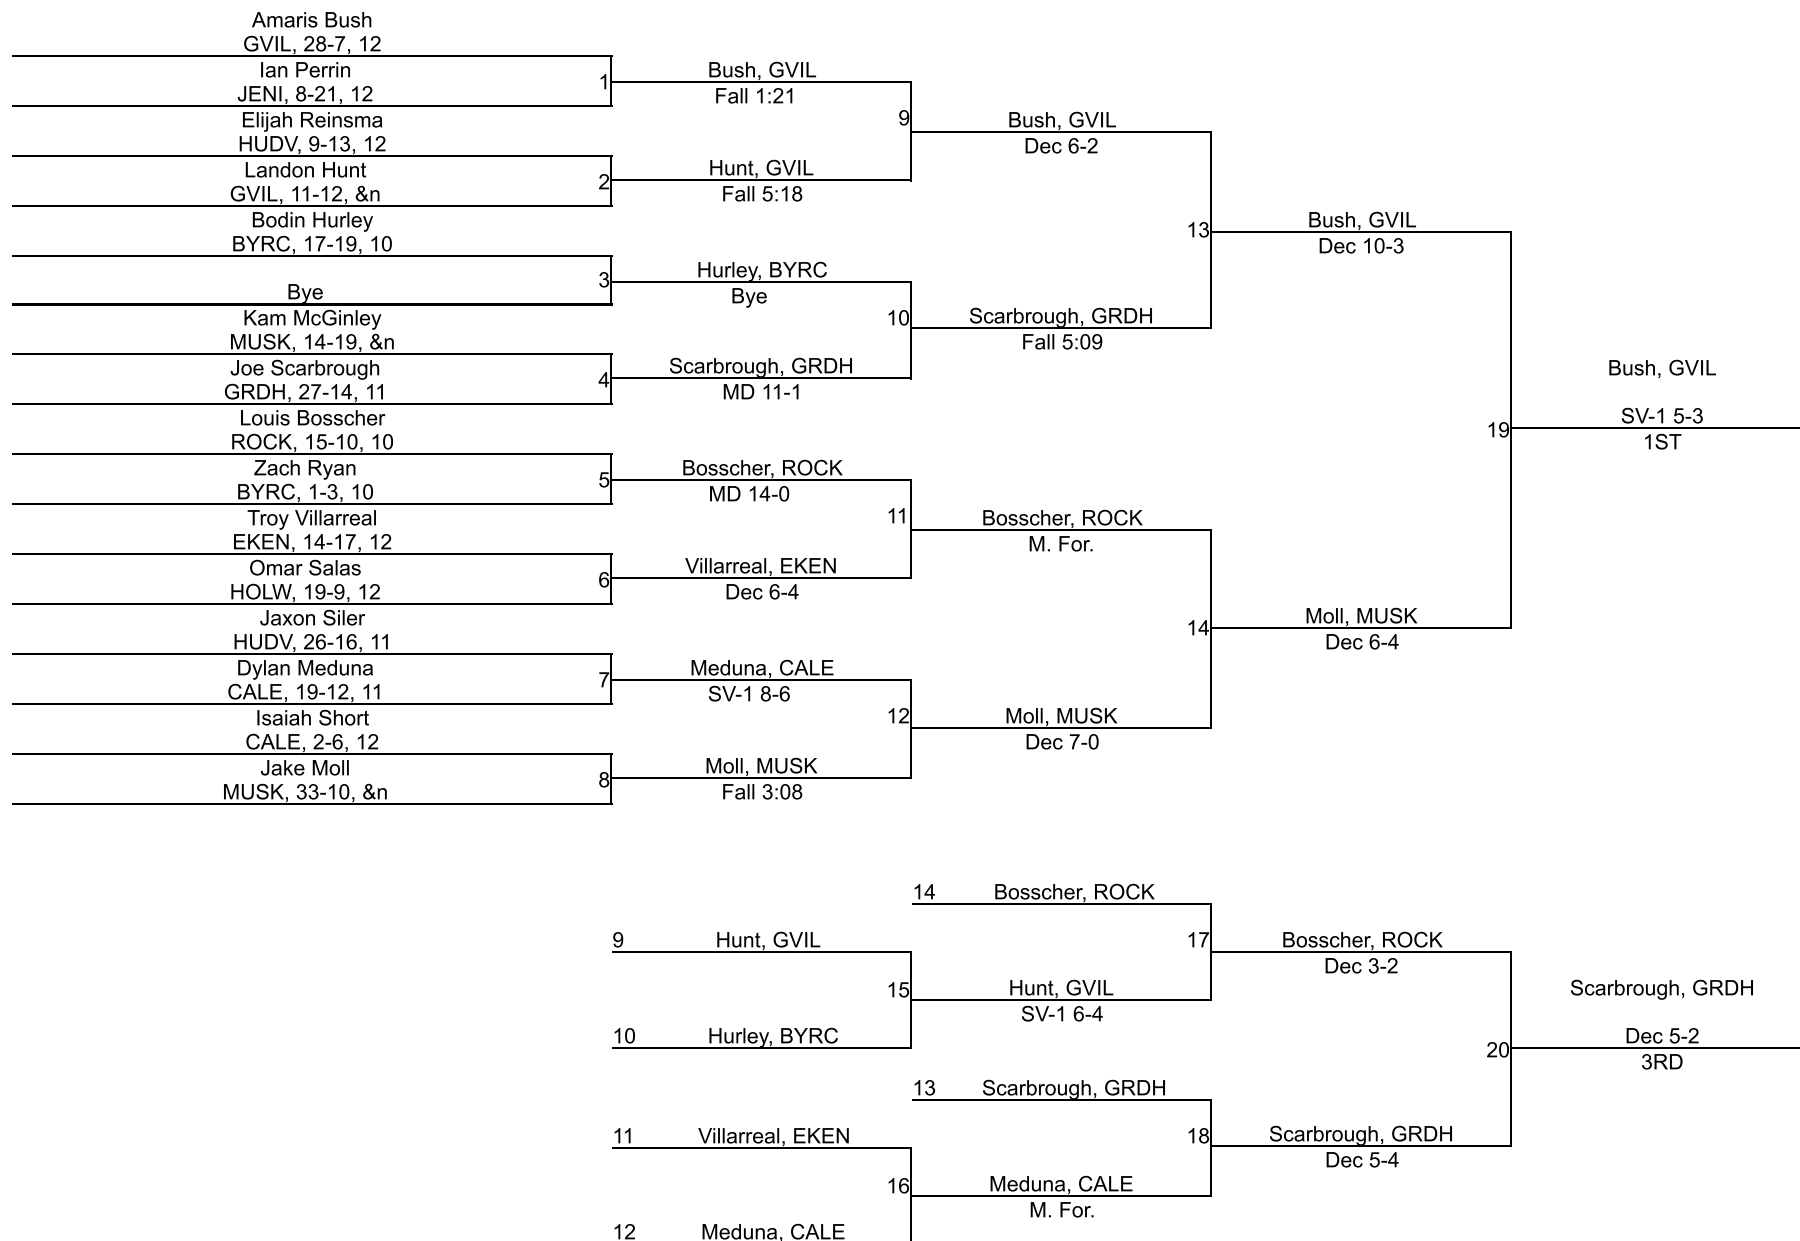 Amaris Bush
GVIL, 28-7, 12
Ian Perrin
JENI, 8-21, 12
Elijah Reinsma
HUDV, 9-13, 12
Landon Hunt
GVIL, 11-12, &n
Bodin Hurley
BYRC, 17-19, 10
Bye
Kam McGinley
MUSK, 14-19, &n
Joe Scarbrough
GRDH, 27-14, 11
Louis Bosscher
ROCK, 15-10, 10
Zach Ryan
BYRC, 1-3, 10
Troy Villarreal
EKEN, 14-17, 12
Omar Salas
HOLW, 19-9, 12
Jaxon Siler
HUDV, 26-16, 11
Dylan Meduna
CALE, 19-12, 11
Isaiah Short
CALE, 2-6, 12
Jake Moll
MUSK, 33-10, &n
1
Bush, GVIL
Fall 1:21
2
Hunt, GVIL
Fall 5:18
3
Hurley, BYRC
Bye
4
Scarbrough, GRDH
MD 11-1
5
Bosscher, ROCK
MD 14-0
6
Villarreal, EKEN
Dec 6-4
7
Meduna, CALE
SV-1 8-6
8
Moll, MUSK
Fall 3:08
9
Bush, GVIL
Dec 6-2
10
Scarbrough, GRDH
Fall 5:09
11
Bosscher, ROCK
M. For.
12
Moll, MUSK
Dec 7-0
13
Bush, GVIL
Dec 10-3
14
Moll, MUSK
Dec 6-4
19
Bush, GVIL
SV-1 5-3
1ST
9 Hunt, GVIL
10 Hurley, BYRC
11 Villarreal, EKEN
12 Meduna, CALE
14 Bosscher, ROCK
15
Hunt, GVIL
SV-1 6-4
13 Scarbrough, GRDH
16
Meduna, CALE
M. For.
17
Bosscher, ROCK
Dec 3-2
18
Scarbrough, GRDH
Dec 5-4
20
Scarbrough, GRDH
Dec 5-2
3RD